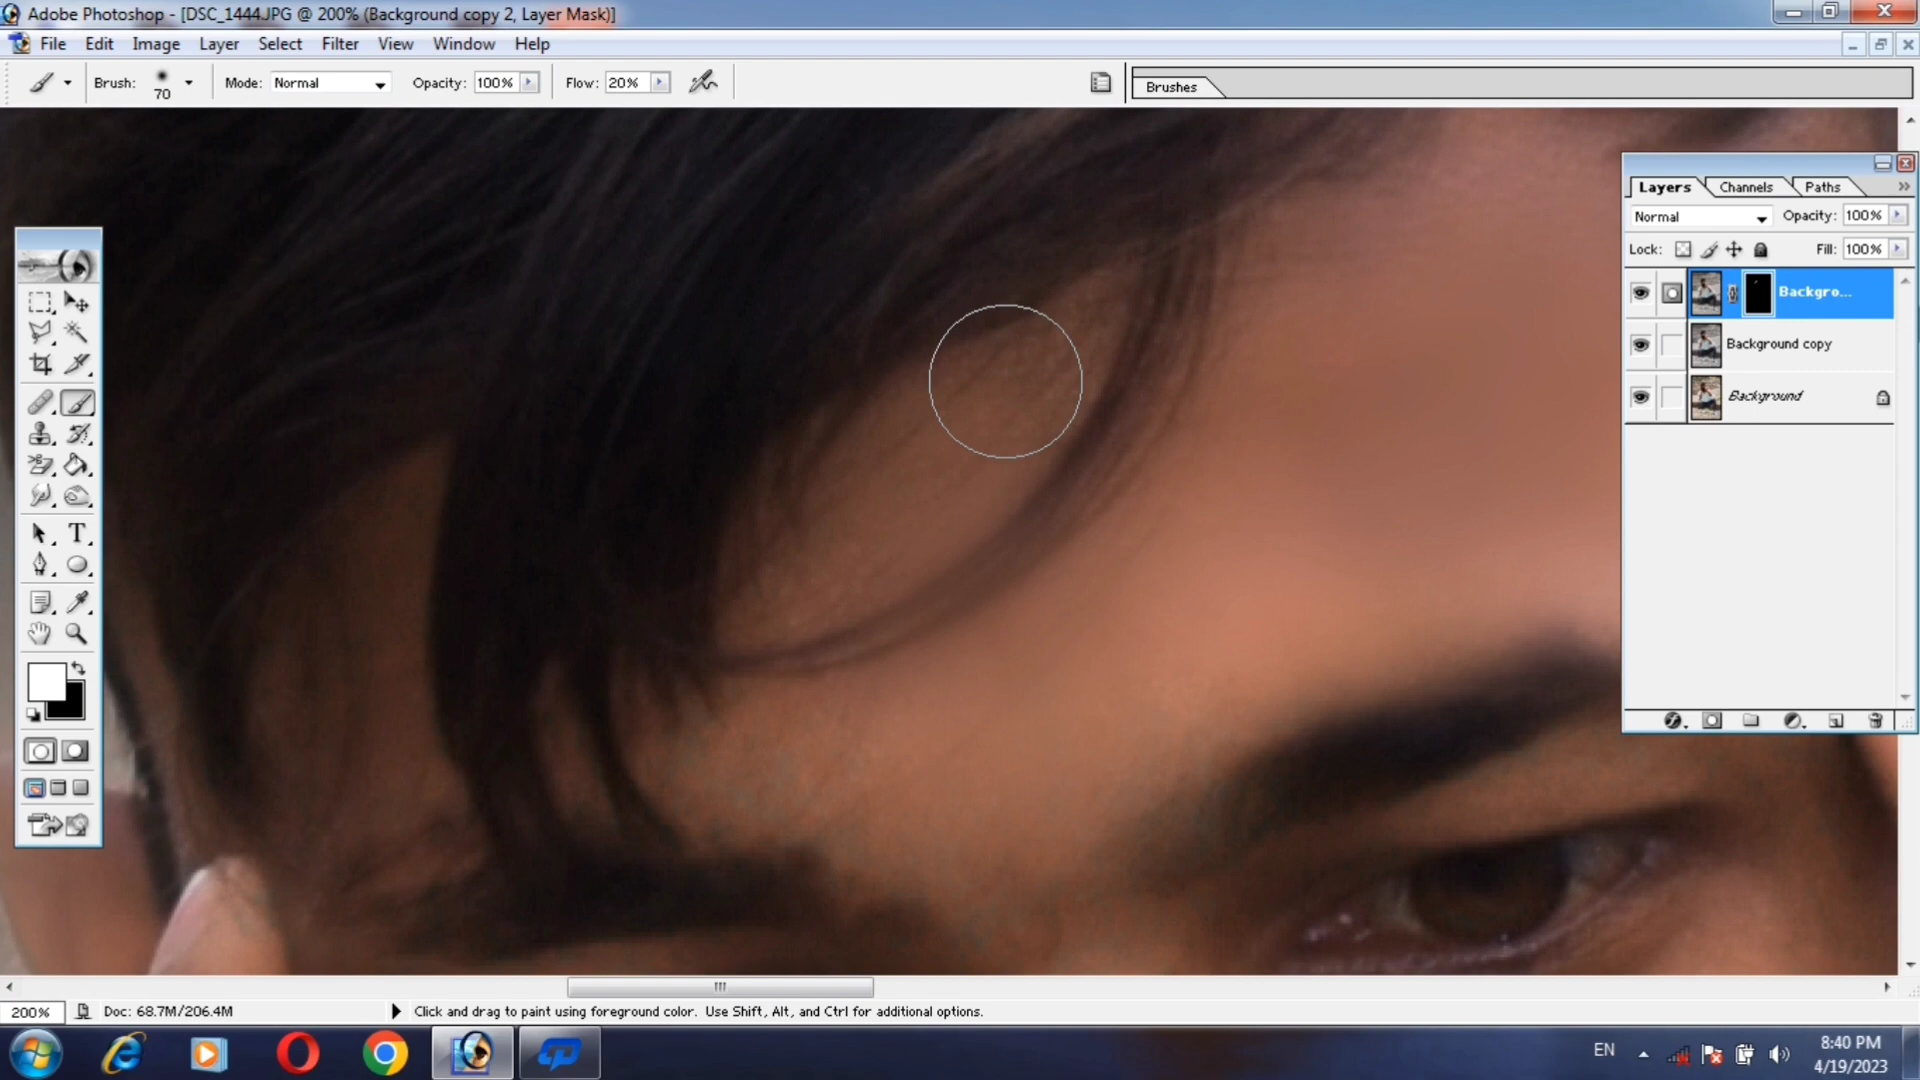 Adobe Photoshop - [DSC_1444.JPG @ 200% (Background copy 2, Layer Mask)]
File Edit Image Layer Select Filter View Window Help
Brush: 70 Mode: Normal Opacity: 100% Flow: 20% Brushes
Layers Channels Paths
Normal Opacity: 100%
Lock: Fill: 100%
Backgro...
Background copy
Background
200% Doc: 68.7M/206.4M Click and drag to paint using foreground color. Use Shift, Alt, and Ctrl for additional options.
EN
8:40 PM
4/19/2023